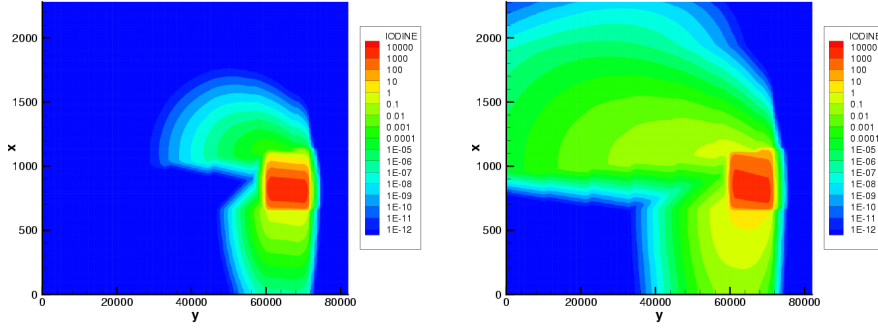 IODINE
10000
1000
100
10
1
0.1
0.01
0.001
0.0001
1E-05
1E-06
1E-07
1E-08
1E-09
1E-10
1E-11
1E-12
2000
1500
1000
500
0
x
0
20000
40000
60000
80000
y
IODINE
10000
1000
100
10
1
0.1
0.01
0.001
0.0001
1E-05
1E-06
1E-07
1E-08
1E-09
1E-10
1E-11
1E-12
2000
1500
1000
500
0
x
0
20000
40000
60000
80000
y